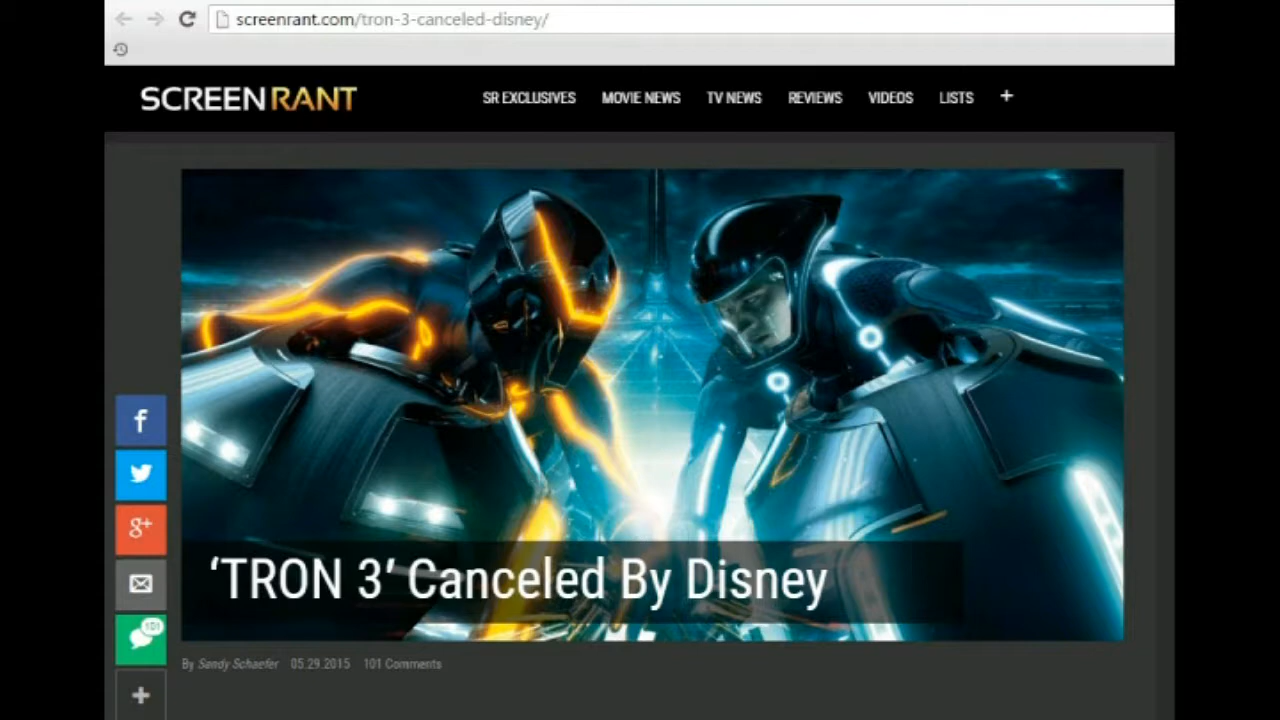 screenrant.com/tron-3-canceled-disney/
SCREENRANT
SR EXCLUSIVES MOVIE NEWS TV NEWS REVIEWS VIDEOS LISTS +
f
g+
101
+
‘TRON 3’ Canceled By Disney
By Sandy Schaefer 05.29.2015 101 Comments